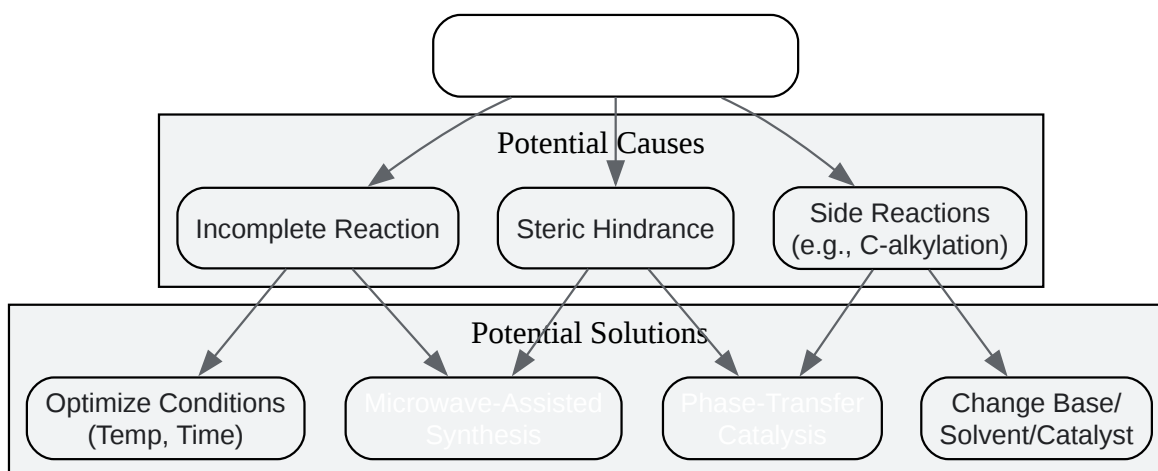 Potential Causes
Incomplete Reaction
Steric Hindrance
Side Reactions
(e.g., C-alkylation)
Potential Solutions
Optimize Conditions
(Temp, Time)
Microwave-Assisted
Synthesis
Phase-Transfer
Catalysis
Change Base/
Solvent/Catalyst